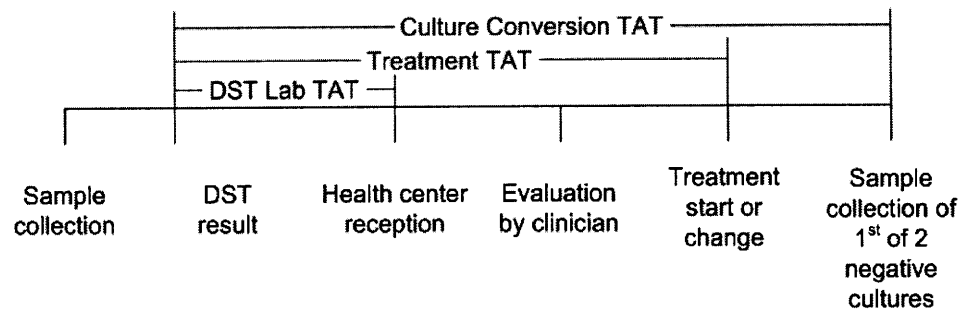 Culture Conversion TAT
Treatment TAT
DST Lab TAT
Sample
collection
DST
result
Health center
reception
Evaluation
by clinician
Treatment
start or
change
Sample
collection of
1st of 2
negative
cultures